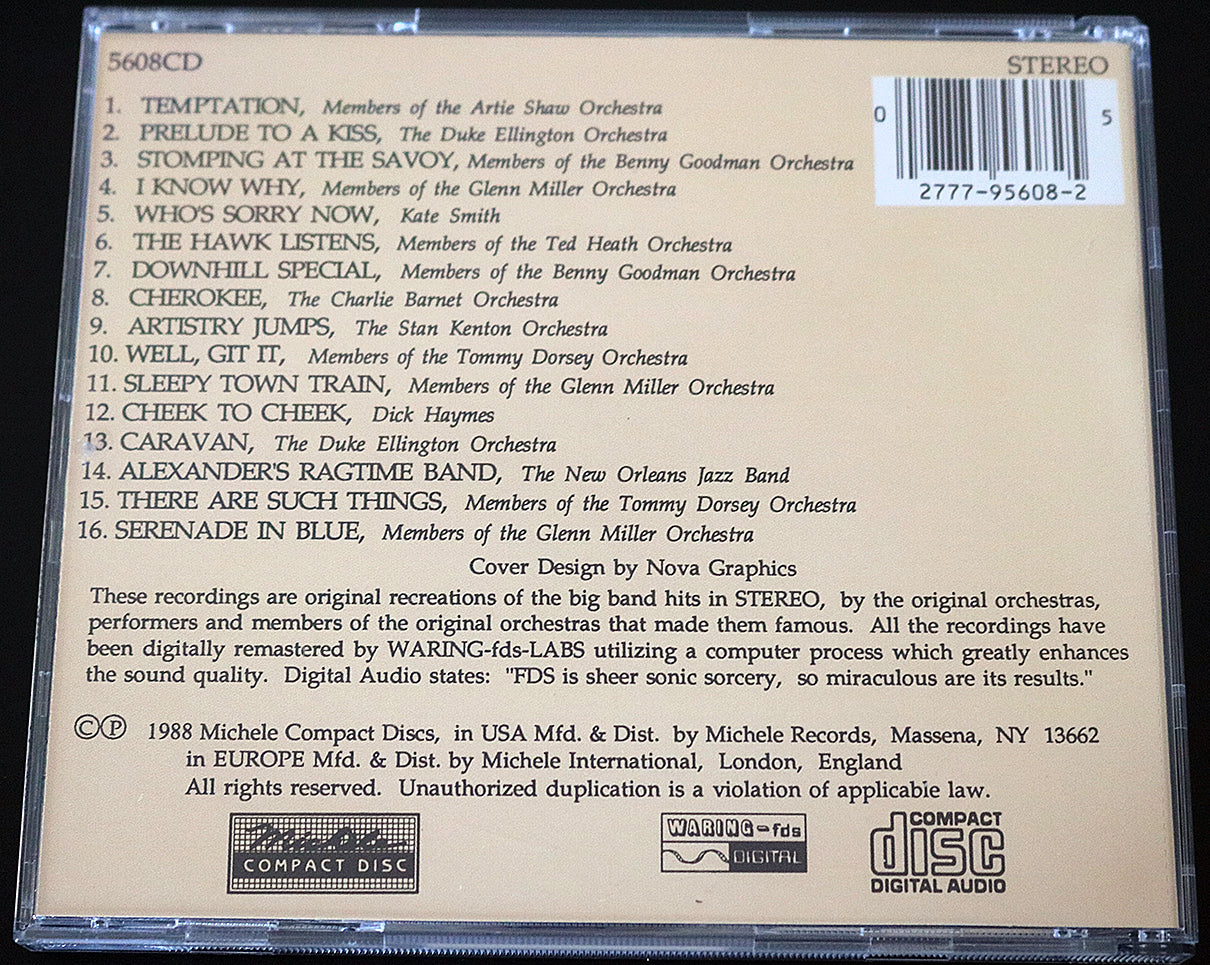 5608CD
STEREO
0 5
2777-95608-2
1. TEMPTATION, Members of the Artie Shaw Orchestra
2. PRELUDE TO A KISS, The Duke Ellington Orchestra
3. STOMPING AT THE SAVOY, Members of the Benny Goodman Orchestra
4. I KNOW WHY, Members of the Glenn Miller Orchestra
5. WHO'S SORRY NOW, Kate Smith
6. THE HAWK LISTENS, Members of the Ted Heath Orchestra
7. DOWNHILL SPECIAL, Members of the Benny Goodman Orchestra
8. CHEROKEE, The Charlie Barnet Orchestra
9. ARTISTRY JUMPS, The Stan Kenton Orchestra
10. WELL, GIT IT, Members of the Tommy Dorsey Orchestra
11. SLEEPY TOWN TRAIN, Members of the Glenn Miller Orchestra
12. CHEEK TO CHEEK, Dick Haymes
13. CARAVAN, The Duke Ellington Orchestra
14. ALEXANDER'S RAGTIME BAND, The New Orleans Jazz Band
15. THERE ARE SUCH THINGS, Members of the Tommy Dorsey Orchestra
16. SERENADE IN BLUE, Members of the Glenn Miller Orchestra
Cover Design by Nova Graphics
These recordings are original recreations of the big band hits in STEREO, by the original orchestras,
performers and members of the original orchestras that made them famous. All the recordings have
been digitally remastered by WARING-fds-LABS utilizing a computer process which greatly enhances
the sound quality. Digital Audio states: "FDS is sheer sonic sorcery, so miraculous are its results."
©℗ 1988 Michele Compact Discs, in USA Mfd. & Dist. by Michele Records, Massena, NY 13662
in EUROPE Mfd. & Dist. by Michele International, London, England
All rights reserved. Unauthorized duplication is a violation of applicable law.
Michele
COMPACT DISC
WARING-fds
DIGITAL
COMPACT
disc
DIGITAL AUDIO